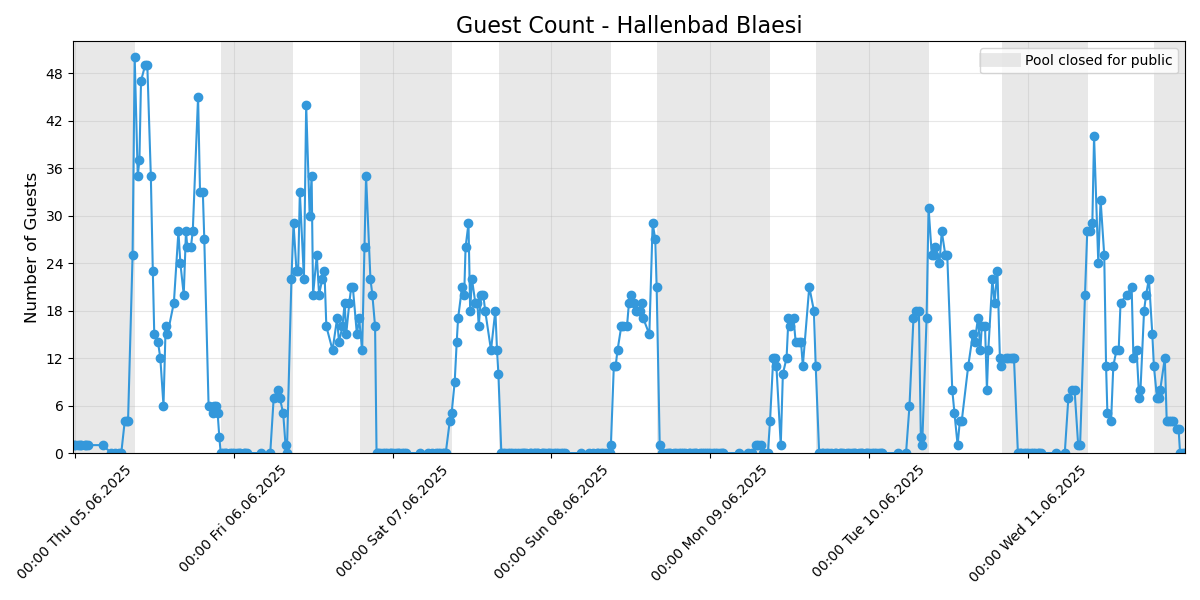 Guest Count - Hallenbad Blaesi
Pool closed for public
Number of Guests
48
42
36
30
24
18
12
6
0
00:00 Thu 05.06.2025
00:00 Fri 06.06.2025
00:00 Sat 07.06.2025
00:00 Sun 08.06.2025
00:00 Mon 09.06.2025
00:00 Tue 10.06.2025
00:00 Wed 11.06.2025